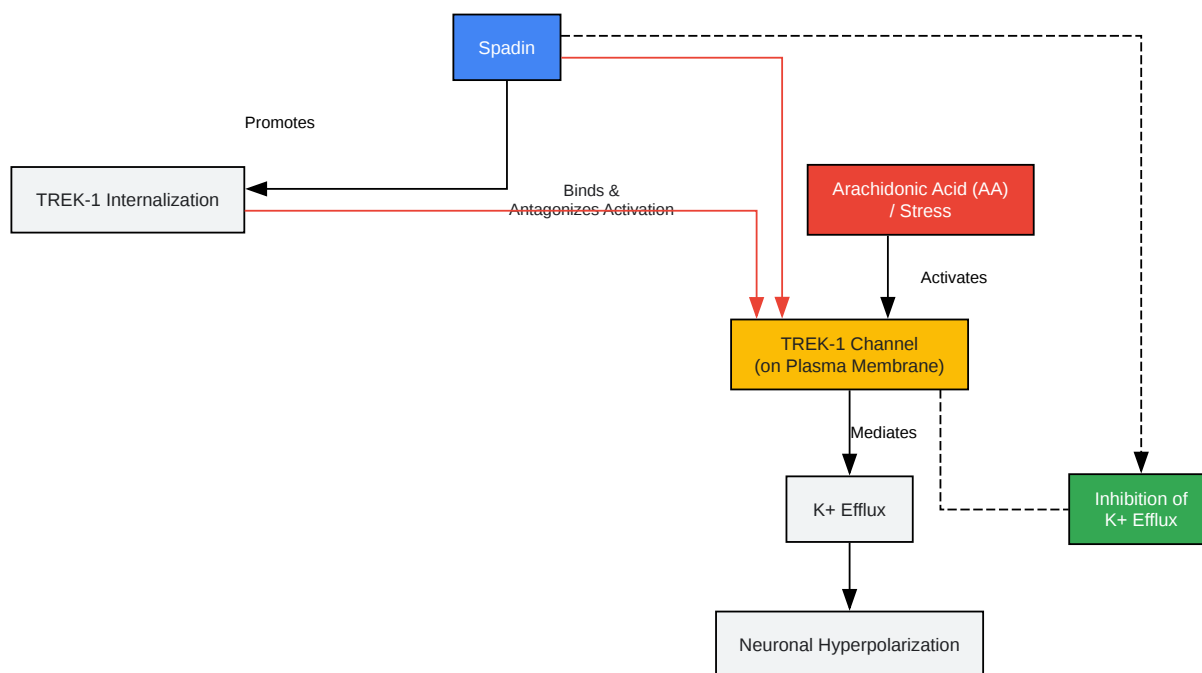 Spadin
Promotes
TREK-1 Internalization
Binds &
Antagonizes Activation
Arachidonic Acid (AA)
/ Stress
Activates
TREK-1 Channel
(on Plasma Membrane)
Mediates
K+ Efflux
Inhibition of
K+ Efflux
Neuronal Hyperpolarization